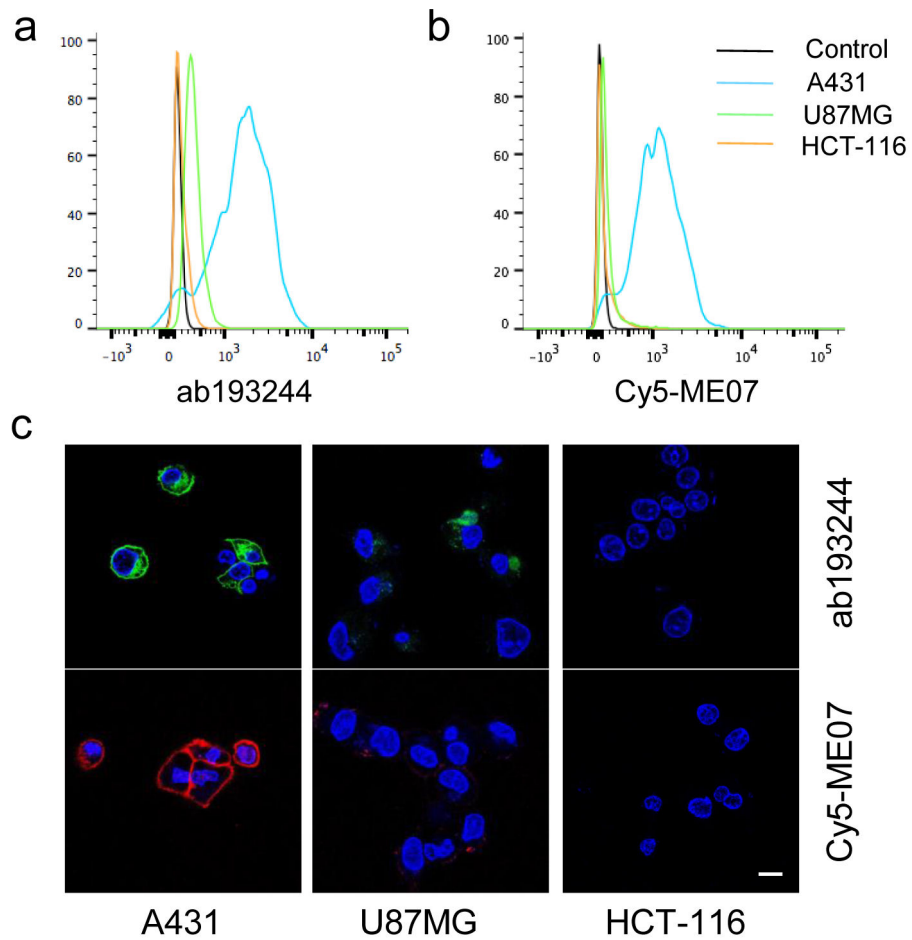 a
100
80
60
40
20
0
-10³ 0 10³ 10⁴ 10⁵
ab193244
b
100
80
60
40
20
0
-10³ 0 10³ 10⁴ 10⁵
Cy5-ME07
Control
A431
U87MG
HCT-116
c
ab193244
Cy5-ME07
A431 U87MG HCT-116